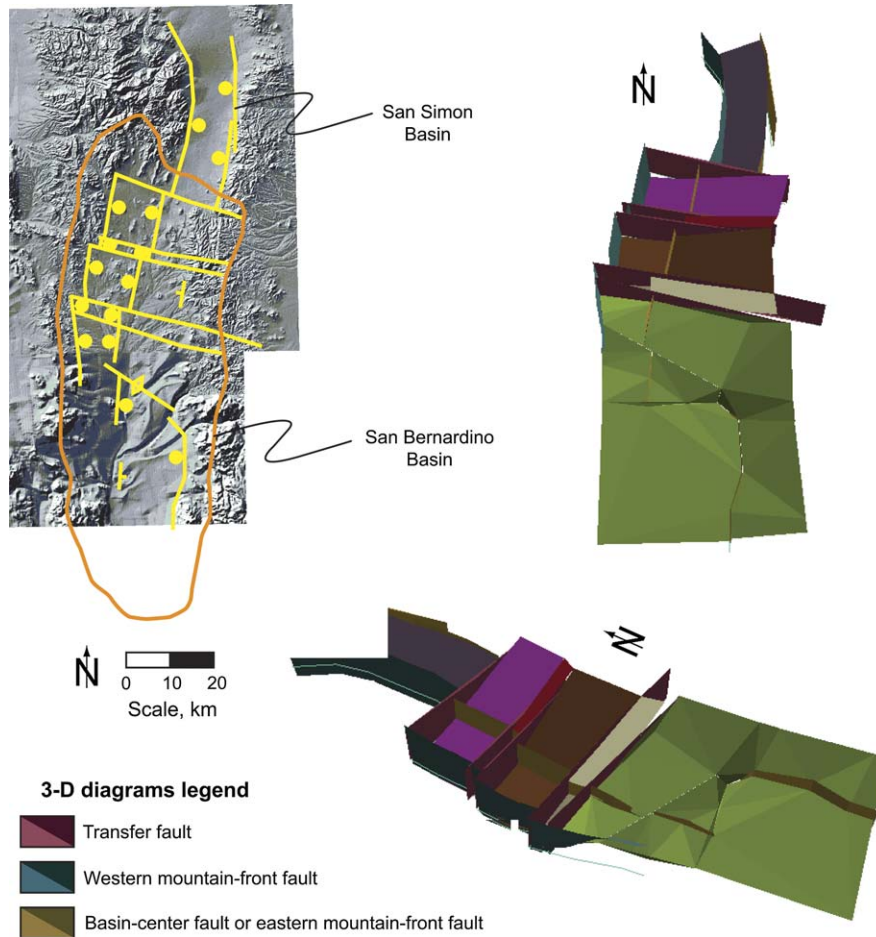 San Simon
Basin
N
San Bernardino
Basin
N
N
0 10 20
Scale, km
3-D diagrams legend
Transfer fault
Western mountain-front fault
Basin-center fault or eastern mountain-front fault